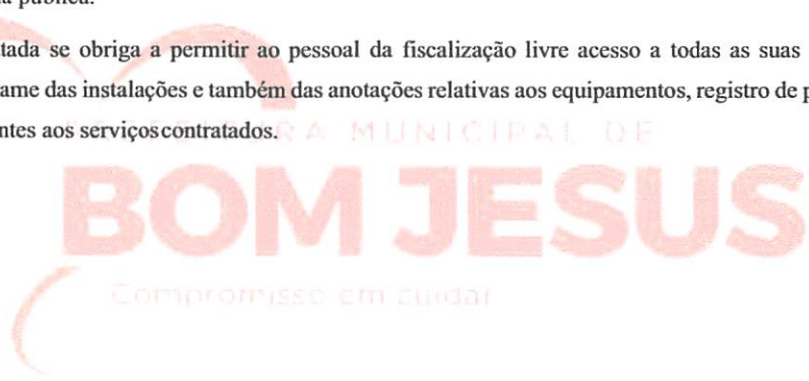 a pública.
tada se obriga a permitir ao pessoal da fiscalização livre acesso a todas as suas
ame das instalações e também das anotações relativas aos equipamentos, registro de p
ntes aos serviços contratados.
PREFEITURA MUNICIPAL DE
BOM JESUS
Compromisso em cuidar